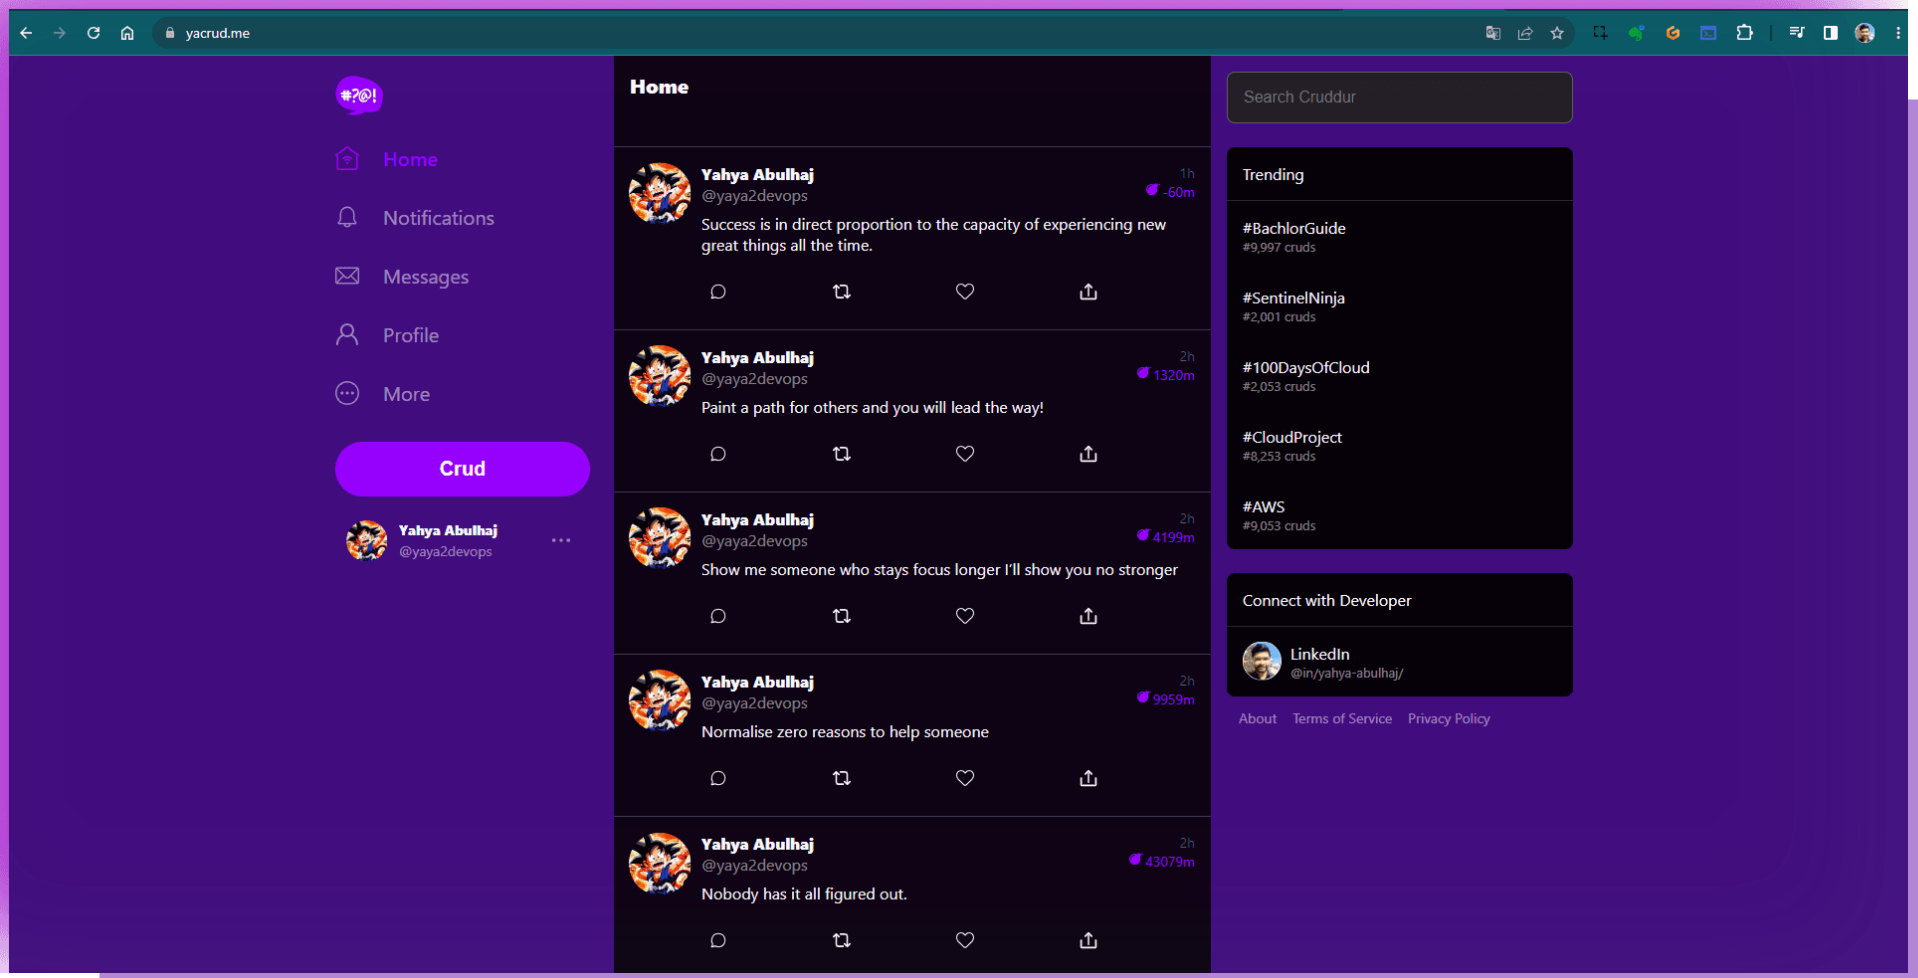 yacrud.me
#?@!
Home
Notifications
Messages
Profile
More
Crud
Yahya Abulhaj
@yaya2devops
Home
Yahya Abulhaj
1h
@yaya2devops
-60m
Success is in direct proportion to the capacity of experiencing new
great things all the time.
Yahya Abulhaj
2h
@yaya2devops
1320m
Paint a path for others and you will lead the way!
Yahya Abulhaj
2h
@yaya2devops
4199m
Show me someone who stays focus longer I'll show you no stronger
Yahya Abulhaj
2h
@yaya2devops
9959m
Normalise zero reasons to help someone
Yahya Abulhaj
2h
@yaya2devops
43079m
Nobody has it all figured out.
Search Cruddur
Trending
#BachlorGuide
#9,997 cruds
#SentinelNinja
#2,001 cruds
#100DaysOfCloud
#2,053 cruds
#CloudProject
#8,253 cruds
#AWS
#9,053 cruds
Connect with Developer
LinkedIn
@in/yahya-abulhaj/
About Terms of Service Privacy Policy